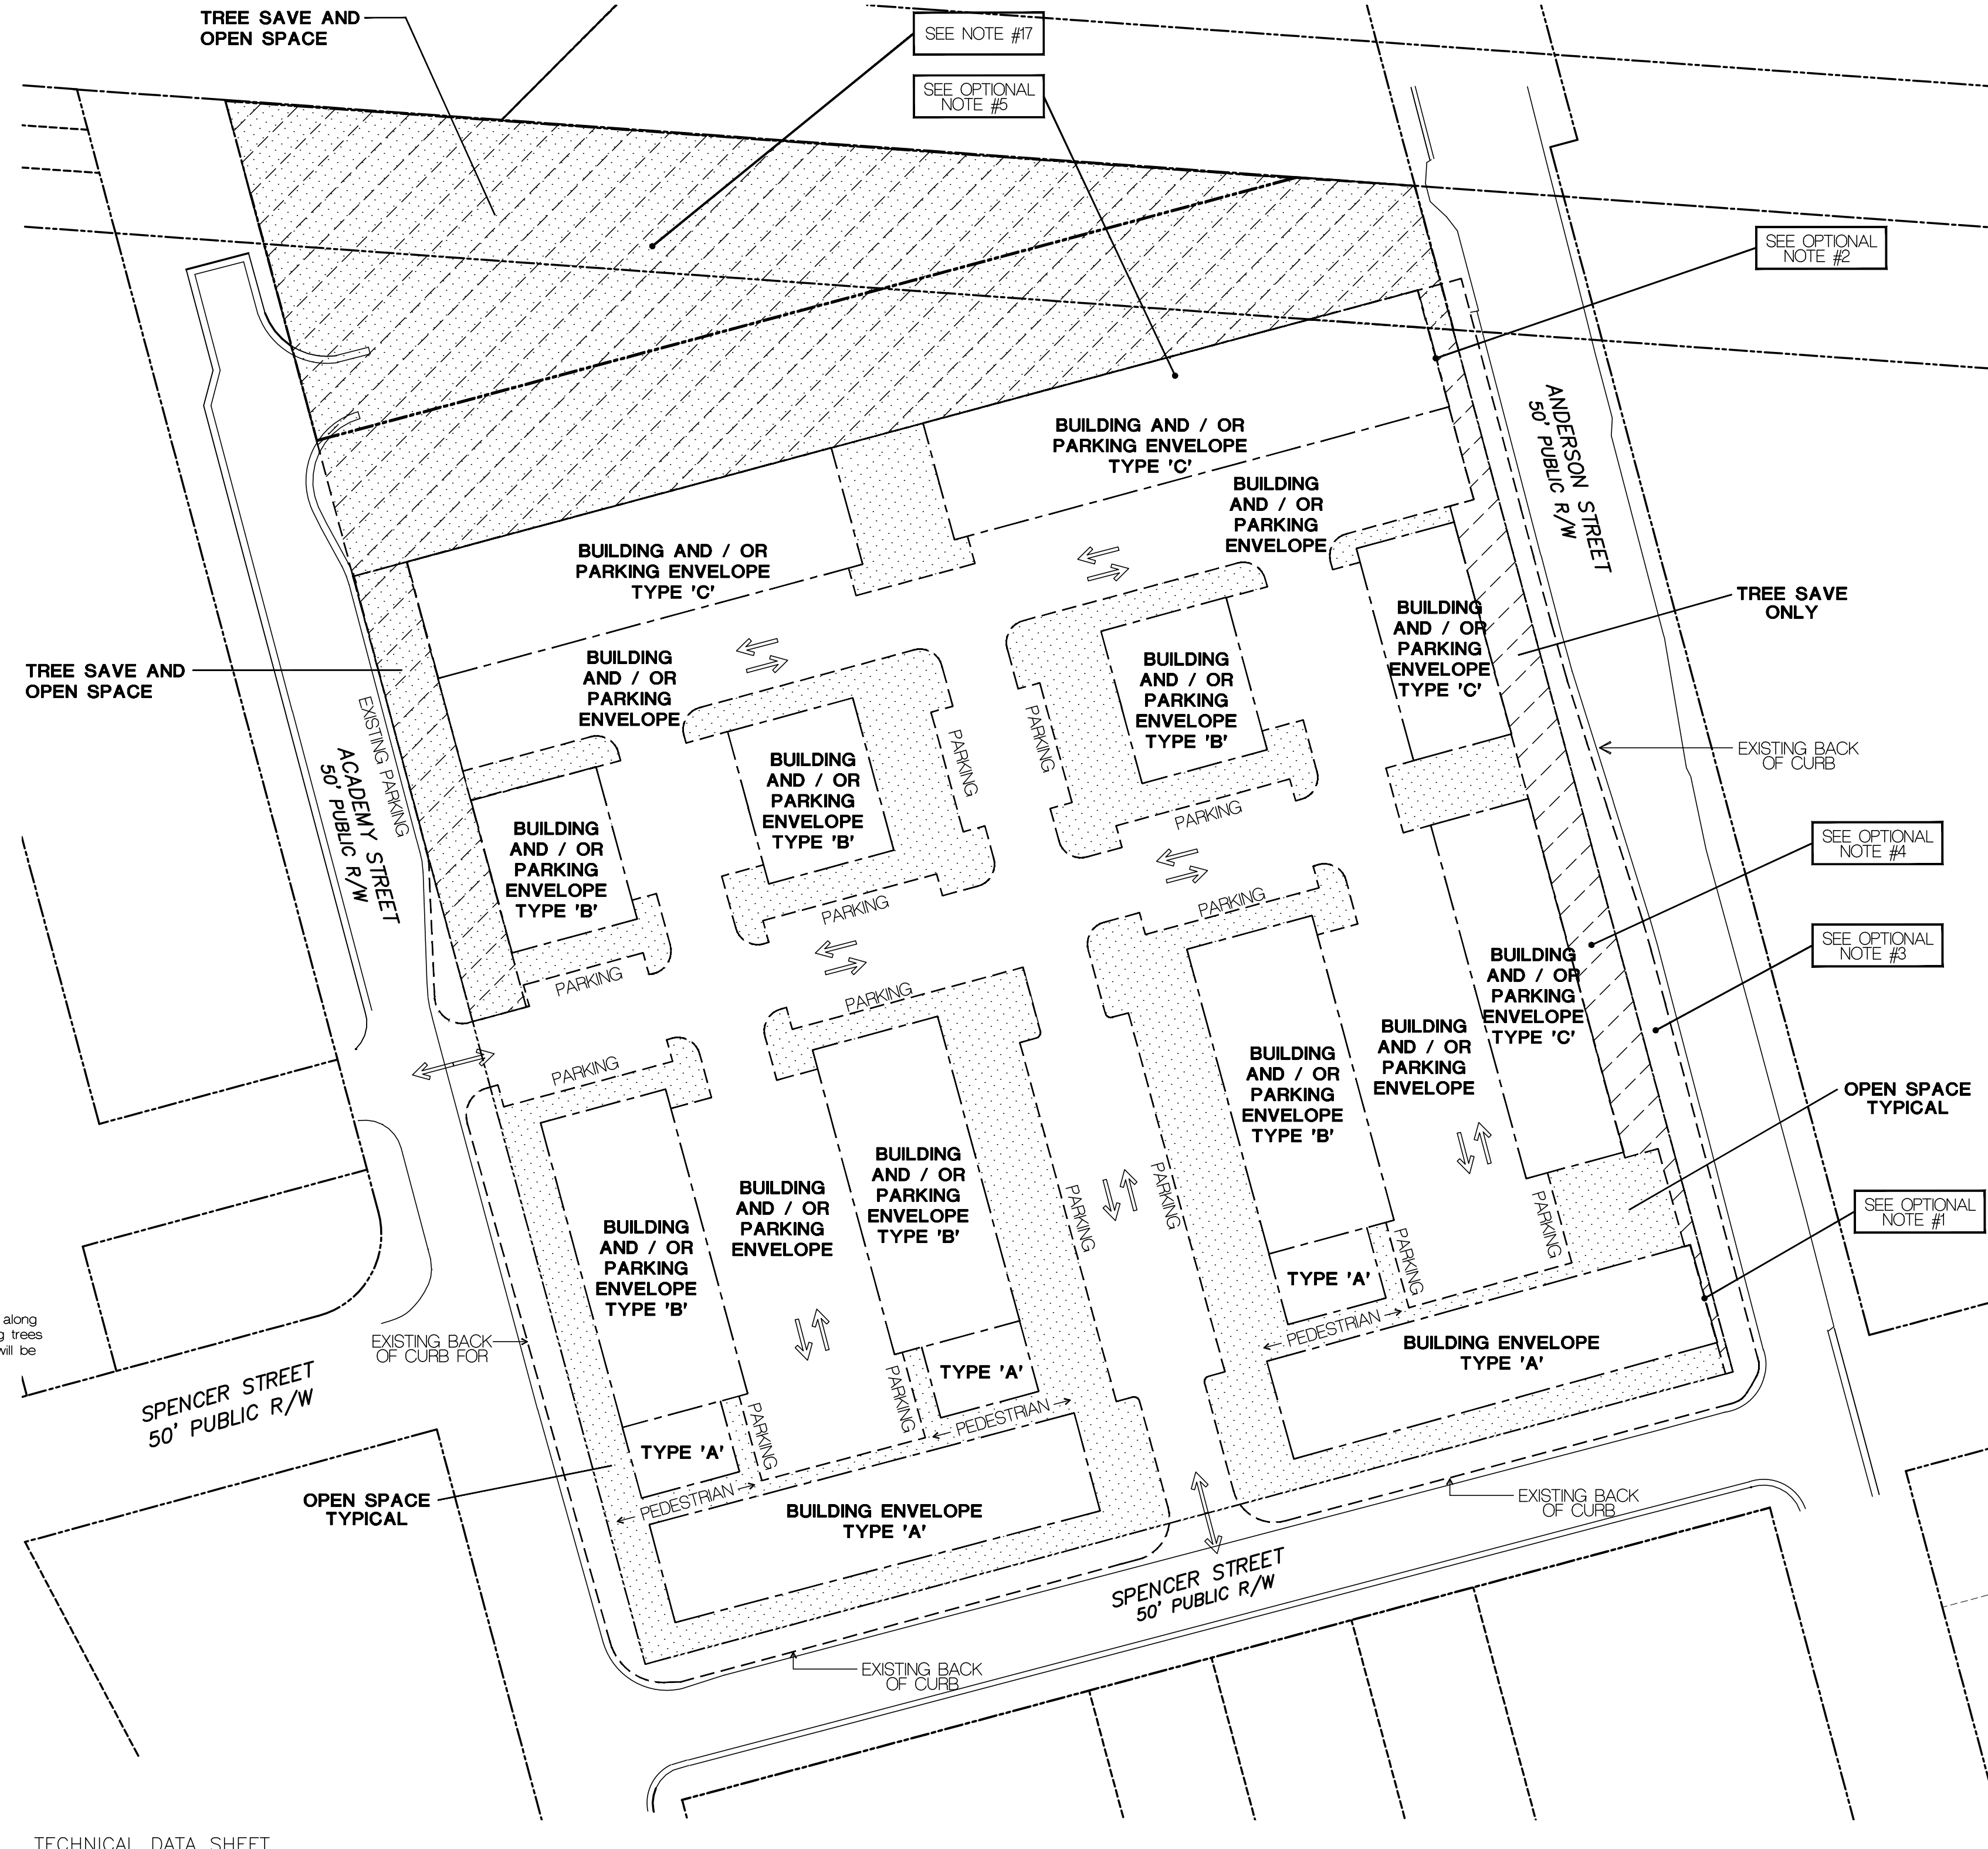 TREE SAVE AND
OPEN SPACE
SEE NOTE #17
SEE OPTIONAL
NOTE #5
SEE OPTIONAL
NOTE #2
ANDERSON STREET
50' PUBLIC R/W
BUILDING AND / OR
PARKING ENVELOPE
TYPE 'C'
BUILDING
AND / OR
PARKING
ENVELOPE
BUILDING AND / OR
PARKING ENVELOPE
TYPE 'C'
BUILDING
AND / OR
PARKING
ENVELOPE
TYPE 'C'
TREE SAVE
ONLY
TREE SAVE AND
OPEN SPACE
BUILDING
AND / OR
PARKING
ENVELOPE
BUILDING
AND / OR
PARKING
ENVELOPE
TYPE 'B'
PARKING
PARKING
EXISTING PARKING
ACADEMY STREET
50' PUBLIC R/W
BUILDING
AND / OR
PARKING
ENVELOPE
TYPE 'B'
EXISTING BACK
OF CURB
BUILDING
AND / OR
PARKING
ENVELOPE
TYPE 'B'
PARKING
SEE OPTIONAL
NOTE #4
PARKING
PARKING
SEE OPTIONAL
NOTE #3
PARKING
PARKING
BUILDING
AND / OR
PARKING
ENVELOPE
TYPE 'C'
BUILDING
AND / OR
PARKING
ENVELOPE
BUILDING
AND / OR
PARKING
ENVELOPE
TYPE 'B'
PARKING
OPEN SPACE
TYPICAL
BUILDING
AND / OR
PARKING
ENVELOPE
TYPE 'B'
BUILDING
AND / OR
PARKING
ENVELOPE
BUILDING
AND / OR
PARKING
ENVELOPE
TYPE 'B'
PARKING
PARKING
PARKING
PARKING
SEE OPTIONAL
NOTE #1
TYPE 'A'
PEDESTRIAN
BUILDING ENVELOPE
TYPE 'A'
along
g trees
will be
EXISTING BACK
OF CURB FOR
SPENCER STREET
50' PUBLIC R/W
TYPE 'A'
PARKING
PEDESTRIAN
PARKING
TYPE 'A'
PEDESTRIAN
OPEN SPACE
TYPICAL
BUILDING ENVELOPE
TYPE 'A'
EXISTING BACK
OF CURB
SPENCER STREET
50' PUBLIC R/W
EXISTING BACK
OF CURB
TECHNICAL DATA SHEET